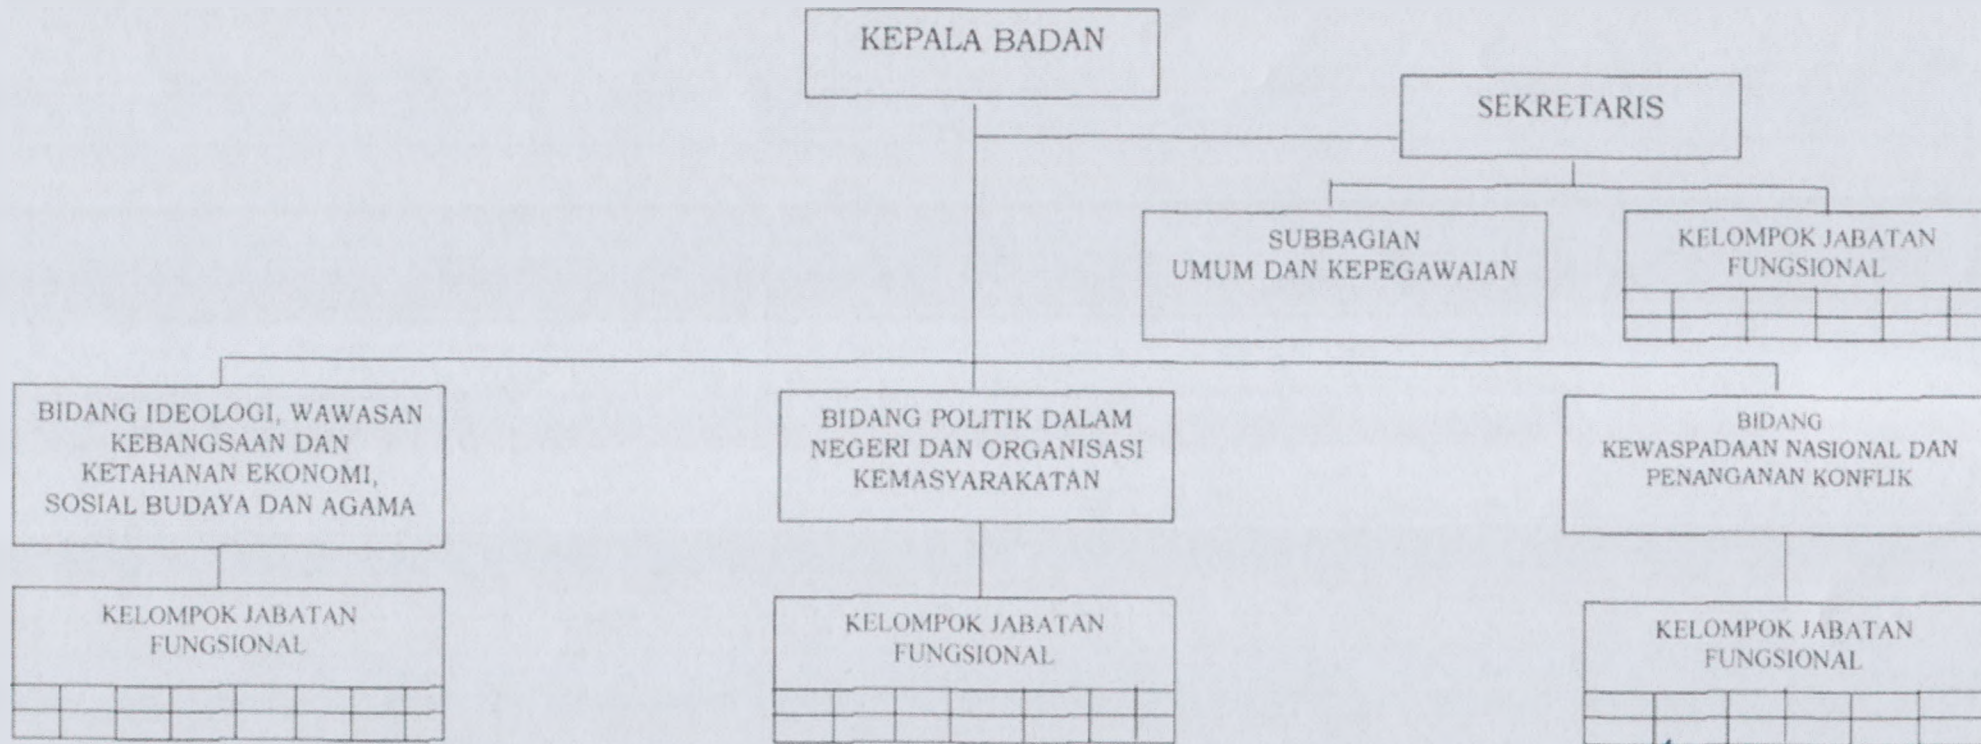 KEPALA BADAN
SEKRETARIS
SUBBAGIAN
UMUM DAN KEPEGAWAIAN
KELOMPOK JABATAN
FUNGSIONAL
BIDANG IDEOLOGI, WAWASAN
KEBANGSAAN DAN
KETAHANAN EKONOMI,
SOSIAL BUDAYA DAN AGAMA
BIDANG POLITIK DALAM
NEGERI DAN ORGANISASI
KEMASYARAKATAN
BIDANG
KEWASPADAAN NASIONAL DAN
PENANGANAN KONFLIK
KELOMPOK JABATAN
FUNGSIONAL
KELOMPOK JABATAN
FUNGSIONAL
KELOMPOK JABATAN
FUNGSIONAL